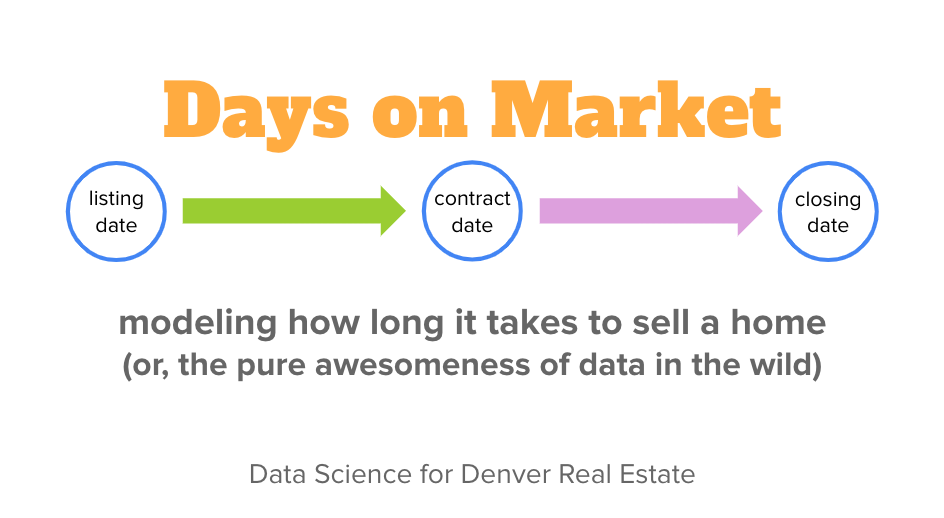 Days on Market
listing
date
contract
date
closing
date
modeling how long it takes to sell a home
(or, the pure awesomeness of data in the wild)
Data Science for Denver Real Estate